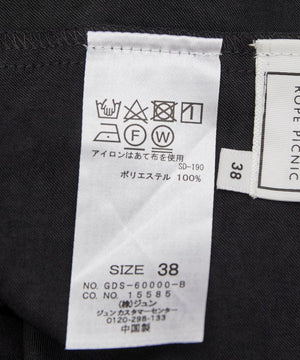 アイロンはあて布を使用
SD-190
ポリエステル 100%
SIZE 38
NO. GDS-60000-B
CO. NO. 15585
(株)ジュン
ジュン カスタマーセンター
0120-298-133
中国製
ROPE' PICNIC
38